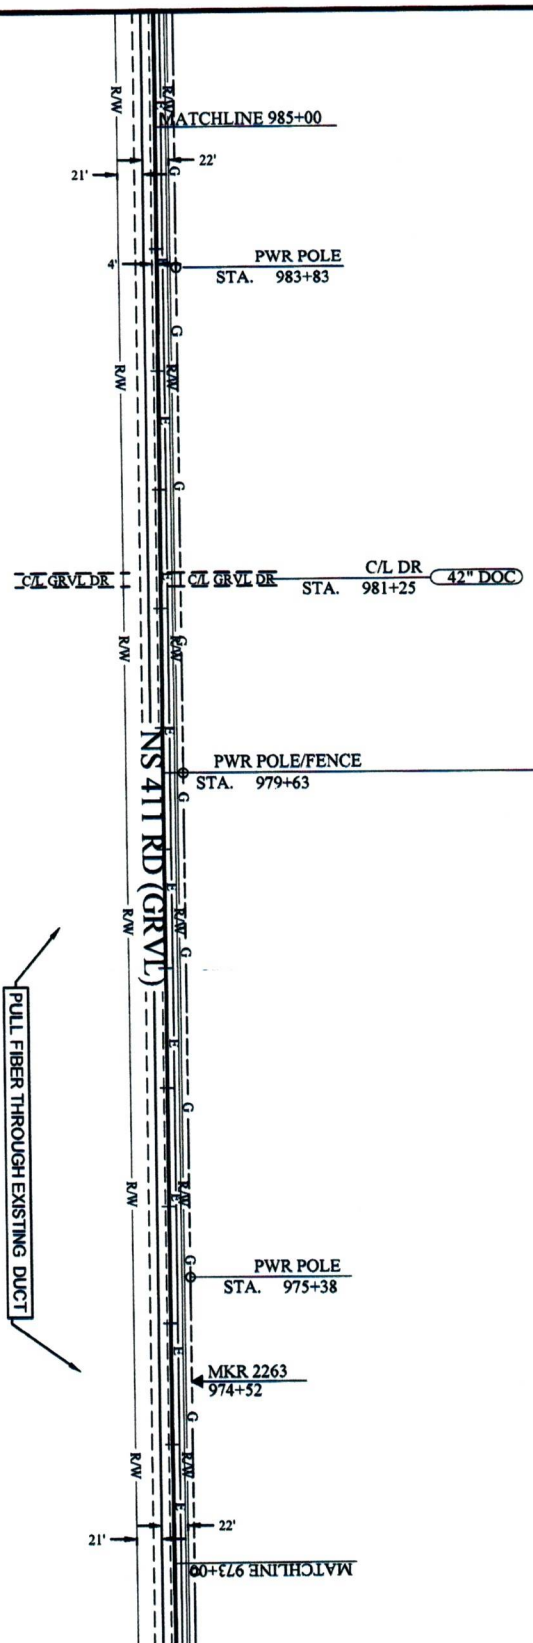 R/W
R/W
MATCHLINE 985+00
G
22'
21'
PWR POLE
4'
STA. 983+83
G
R/W
R/W
E
G
C/L DR
42" DOC
C/L GRVL DR
C/L GRVL DR
STA. 981+25
G
R/W
R/W
E
NS 411 RD (GRVL)
PWR POLE/FENCE
STA. 979+63
G
E
R/W
R/W
G
PULL FIBER THROUGH EXISTING DUCT
E
G
R/W
R/W
E
G
PWR POLE
STA. 975+38
E
MKR 2263
974+52
G
R/W
R/W
E
22'
21'
MATCHLINE 973+00